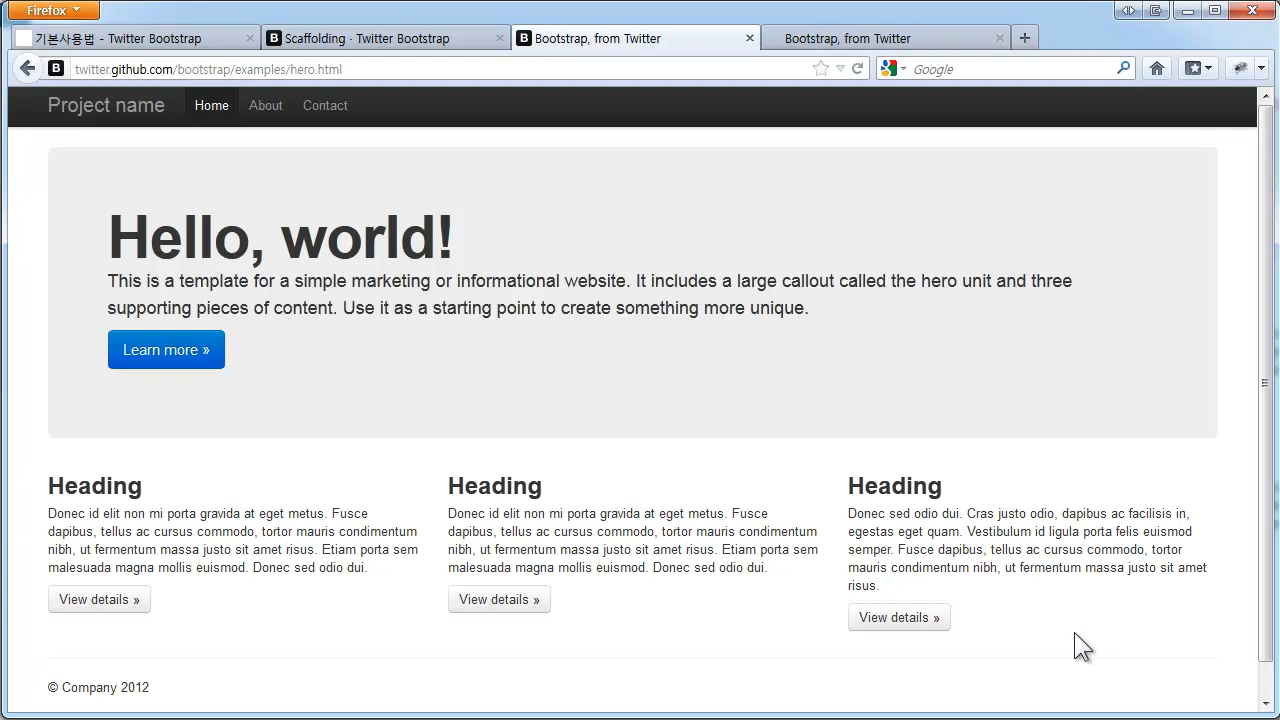 Firefox
기본사용법 - Twitter Bootstrap
B Scaffolding · Twitter Bootstrap
B Bootstrap, from Twitter
Bootstrap, from Twitter
B twitter.github.com/bootstrap/examples/hero.html
Google
Project name Home About Contact
Hello, world!
This is a template for a simple marketing or informational website. It includes a large callout called the hero unit and three
supporting pieces of content. Use it as a starting point to create something more unique.
Learn more »
Heading
Donec id elit non mi porta gravida at eget metus. Fusce
dapibus, tellus ac cursus commodo, tortor mauris condimentum
nibh, ut fermentum massa justo sit amet risus. Etiam porta sem
malesuada magna mollis euismod. Donec sed odio dui.
View details »
Heading
Donec id elit non mi porta gravida at eget metus. Fusce
dapibus, tellus ac cursus commodo, tortor mauris condimentum
nibh, ut fermentum massa justo sit amet risus. Etiam porta sem
malesuada magna mollis euismod. Donec sed odio dui.
View details »
Heading
Donec sed odio dui. Cras justo odio, dapibus ac facilisis in,
egestas eget quam. Vestibulum id ligula porta felis euismod
semper. Fusce dapibus, tellus ac cursus commodo, tortor
mauris condimentum nibh, ut fermentum massa justo sit amet
risus.
View details »
© Company 2012